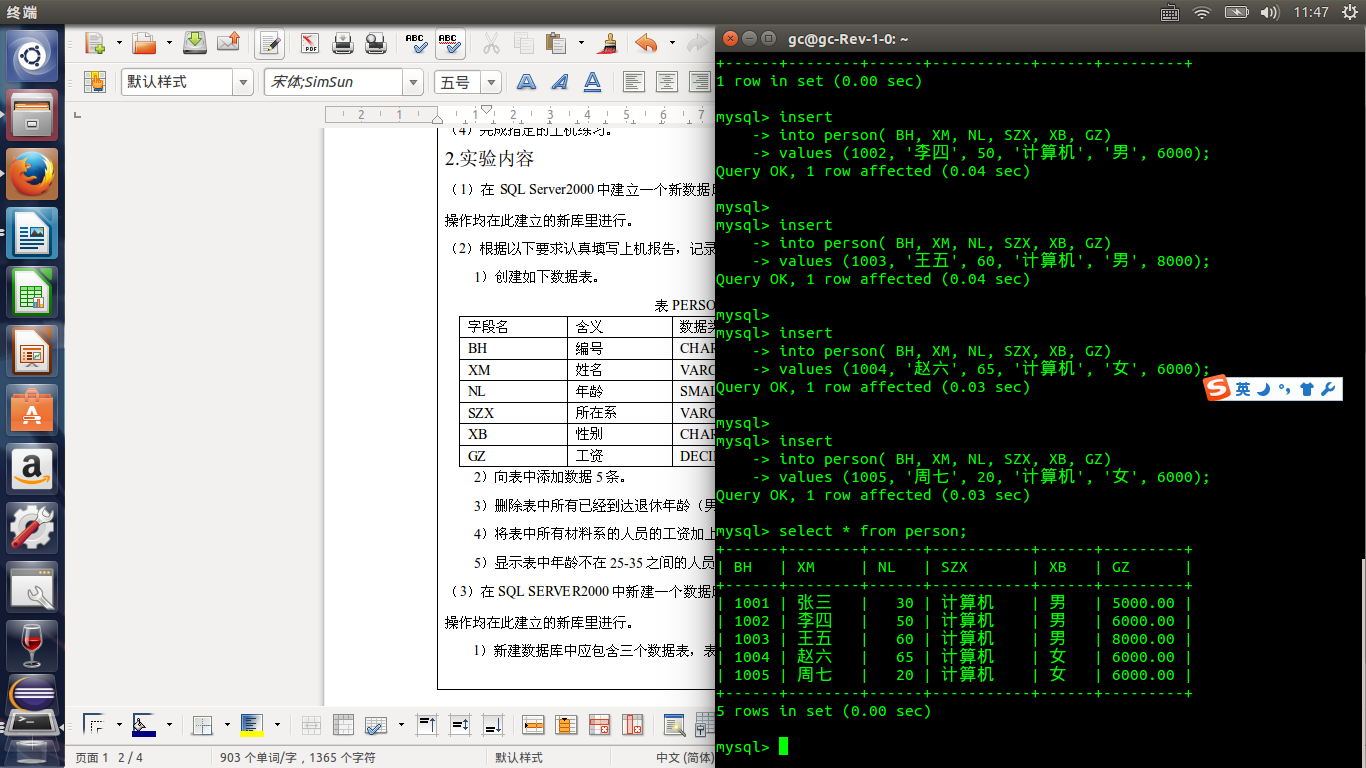 终端
11:47
gc@gc-Rev-1-0: ~
默认样式
宋体;SimSun
五号
2 1 1 2 3 4 5 6 7
（4）完成指定的上机练习。
2.实验内容
（1）在 SQL Server2000 中建立一个新数据
操作均在此建立的新库里进行。
（2）根据以下要求认真填写上机报告，记录
1）创建如下数据表。
表 PERSO
字段名 含义 数据
BH 编号 CHA
XM 姓名 VARC
NL 年龄 SMAL
SZX 所在系 VARC
XB 性别 CHA
GZ 工资 DECI
2）向表中添加数据 5 条。
3）删除表中所有已经到达退休年龄（男
4）将表中所有材料系的人员的工资加上
5）显示表中年龄不在 25-35 之间的人员
（3）在 SQL SERVER2000 中新建一个数据
操作均在此建立的新库里进行。
1）新建数据库中应包含三个数据表，表
页面 1 2 / 4
903 个单词/字，1365 个字符
默认样式
中文 (简体)
+------+--------+------+-----------+------+---------+
1 row in set (0.00 sec)
mysql> insert
-> into person( BH, XM, NL, SZX, XB, GZ)
-> values (1002, '李四', 50, '计算机', '男', 6000);
Query OK, 1 row affected (0.04 sec)
mysql>
mysql> insert
-> into person( BH, XM, NL, SZX, XB, GZ)
-> values (1003, '王五', 60, '计算机', '男', 8000);
Query OK, 1 row affected (0.04 sec)
mysql>
mysql> insert
-> into person( BH, XM, NL, SZX, XB, GZ)
-> values (1004, '赵六', 65, '计算机', '女', 6000);
Query OK, 1 row affected (0.03 sec)
mysql>
mysql> insert
-> into person( BH, XM, NL, SZX, XB, GZ)
-> values (1005, '周七', 20, '计算机', '女', 6000);
Query OK, 1 row affected (0.03 sec)
mysql> select * from person;
+------+--------+------+-----------+------+---------+
| BH | XM | NL | SZX | XB | GZ |
+------+--------+------+-----------+------+---------+
| 1001 | 张三 | 30 | 计算机 | 男 | 5000.00 |
| 1002 | 李四 | 50 | 计算机 | 男 | 6000.00 |
| 1003 | 王五 | 60 | 计算机 | 男 | 8000.00 |
| 1004 | 赵六 | 65 | 计算机 | 女 | 6000.00 |
| 1005 | 周七 | 20 | 计算机 | 女 | 6000.00 |
+------+--------+------+-----------+------+---------+
5 rows in set (0.00 sec)
mysql>
英